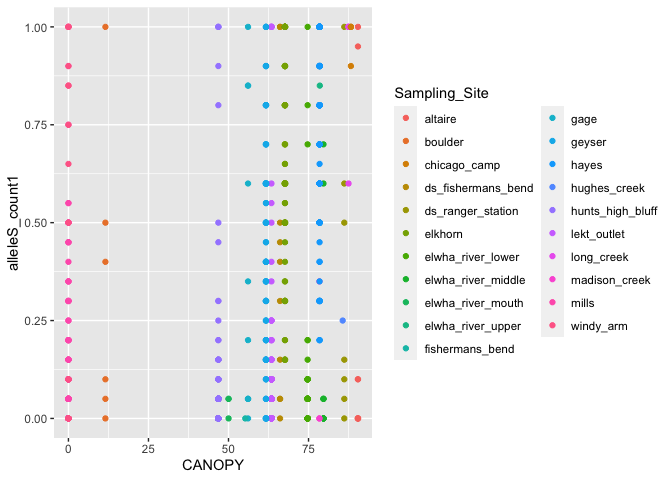 1.00
0.75
0.50
0.25
0.00
alleleS_count1
0
25
50
75
CANOPY
Sampling_Site
altaire
boulder
chicago_camp
ds_fishermans_bend
ds_ranger_station
elkhorn
elwha_river_lower
elwha_river_middle
elwha_river_mouth
elwha_river_upper
fishermans_bend
gage
geyser
hayes
hughes_creek
hunts_high_bluff
lekt_outlet
long_creek
madison_creek
mills
windy_arm